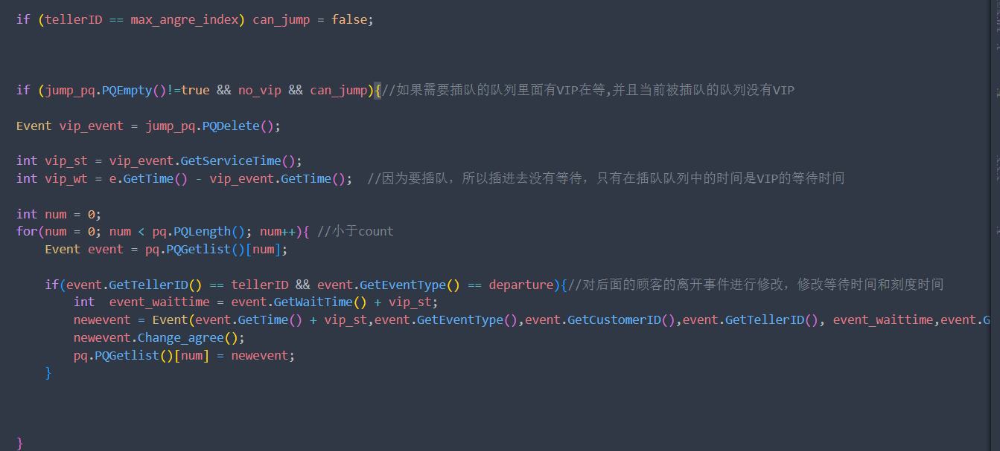 if (tellerID == max_angre_index) can_jump = false;
if (jump_pq.PQEmpty()!=true && no_vip && can_jump){//如果需要插队的队列里面有VIP在等,并且当前被插队的队列没有VIP
Event vip_event = jump_pq.PQDelete();
int vip_st = vip_event.GetServiceTime();
int vip_wt = e.GetTime() - vip_event.GetTime();  //因为要插队，所以插进去没有等待，只有在插队队列中的时间是VIP的等待时间
int num = 0;
for(num = 0; num < pq.PQLength(); num++){ //小于count
Event event = pq.PQGetlist()[num];
if(event.GetTellerID() == tellerID && event.GetEventType() == departure){//对后面的顾客的离开事件进行修改，修改等待时间和刻度时间
int  event_waittime = event.GetWaitTime() + vip_st;
newevent = Event(event.GetTime() + vip_st,event.GetEventType(),event.GetCustomerID(),event.GetTellerID(), event_waittime,event.G
newevent.Change_agree();
pq.PQGetlist()[num] = newevent;
}
}